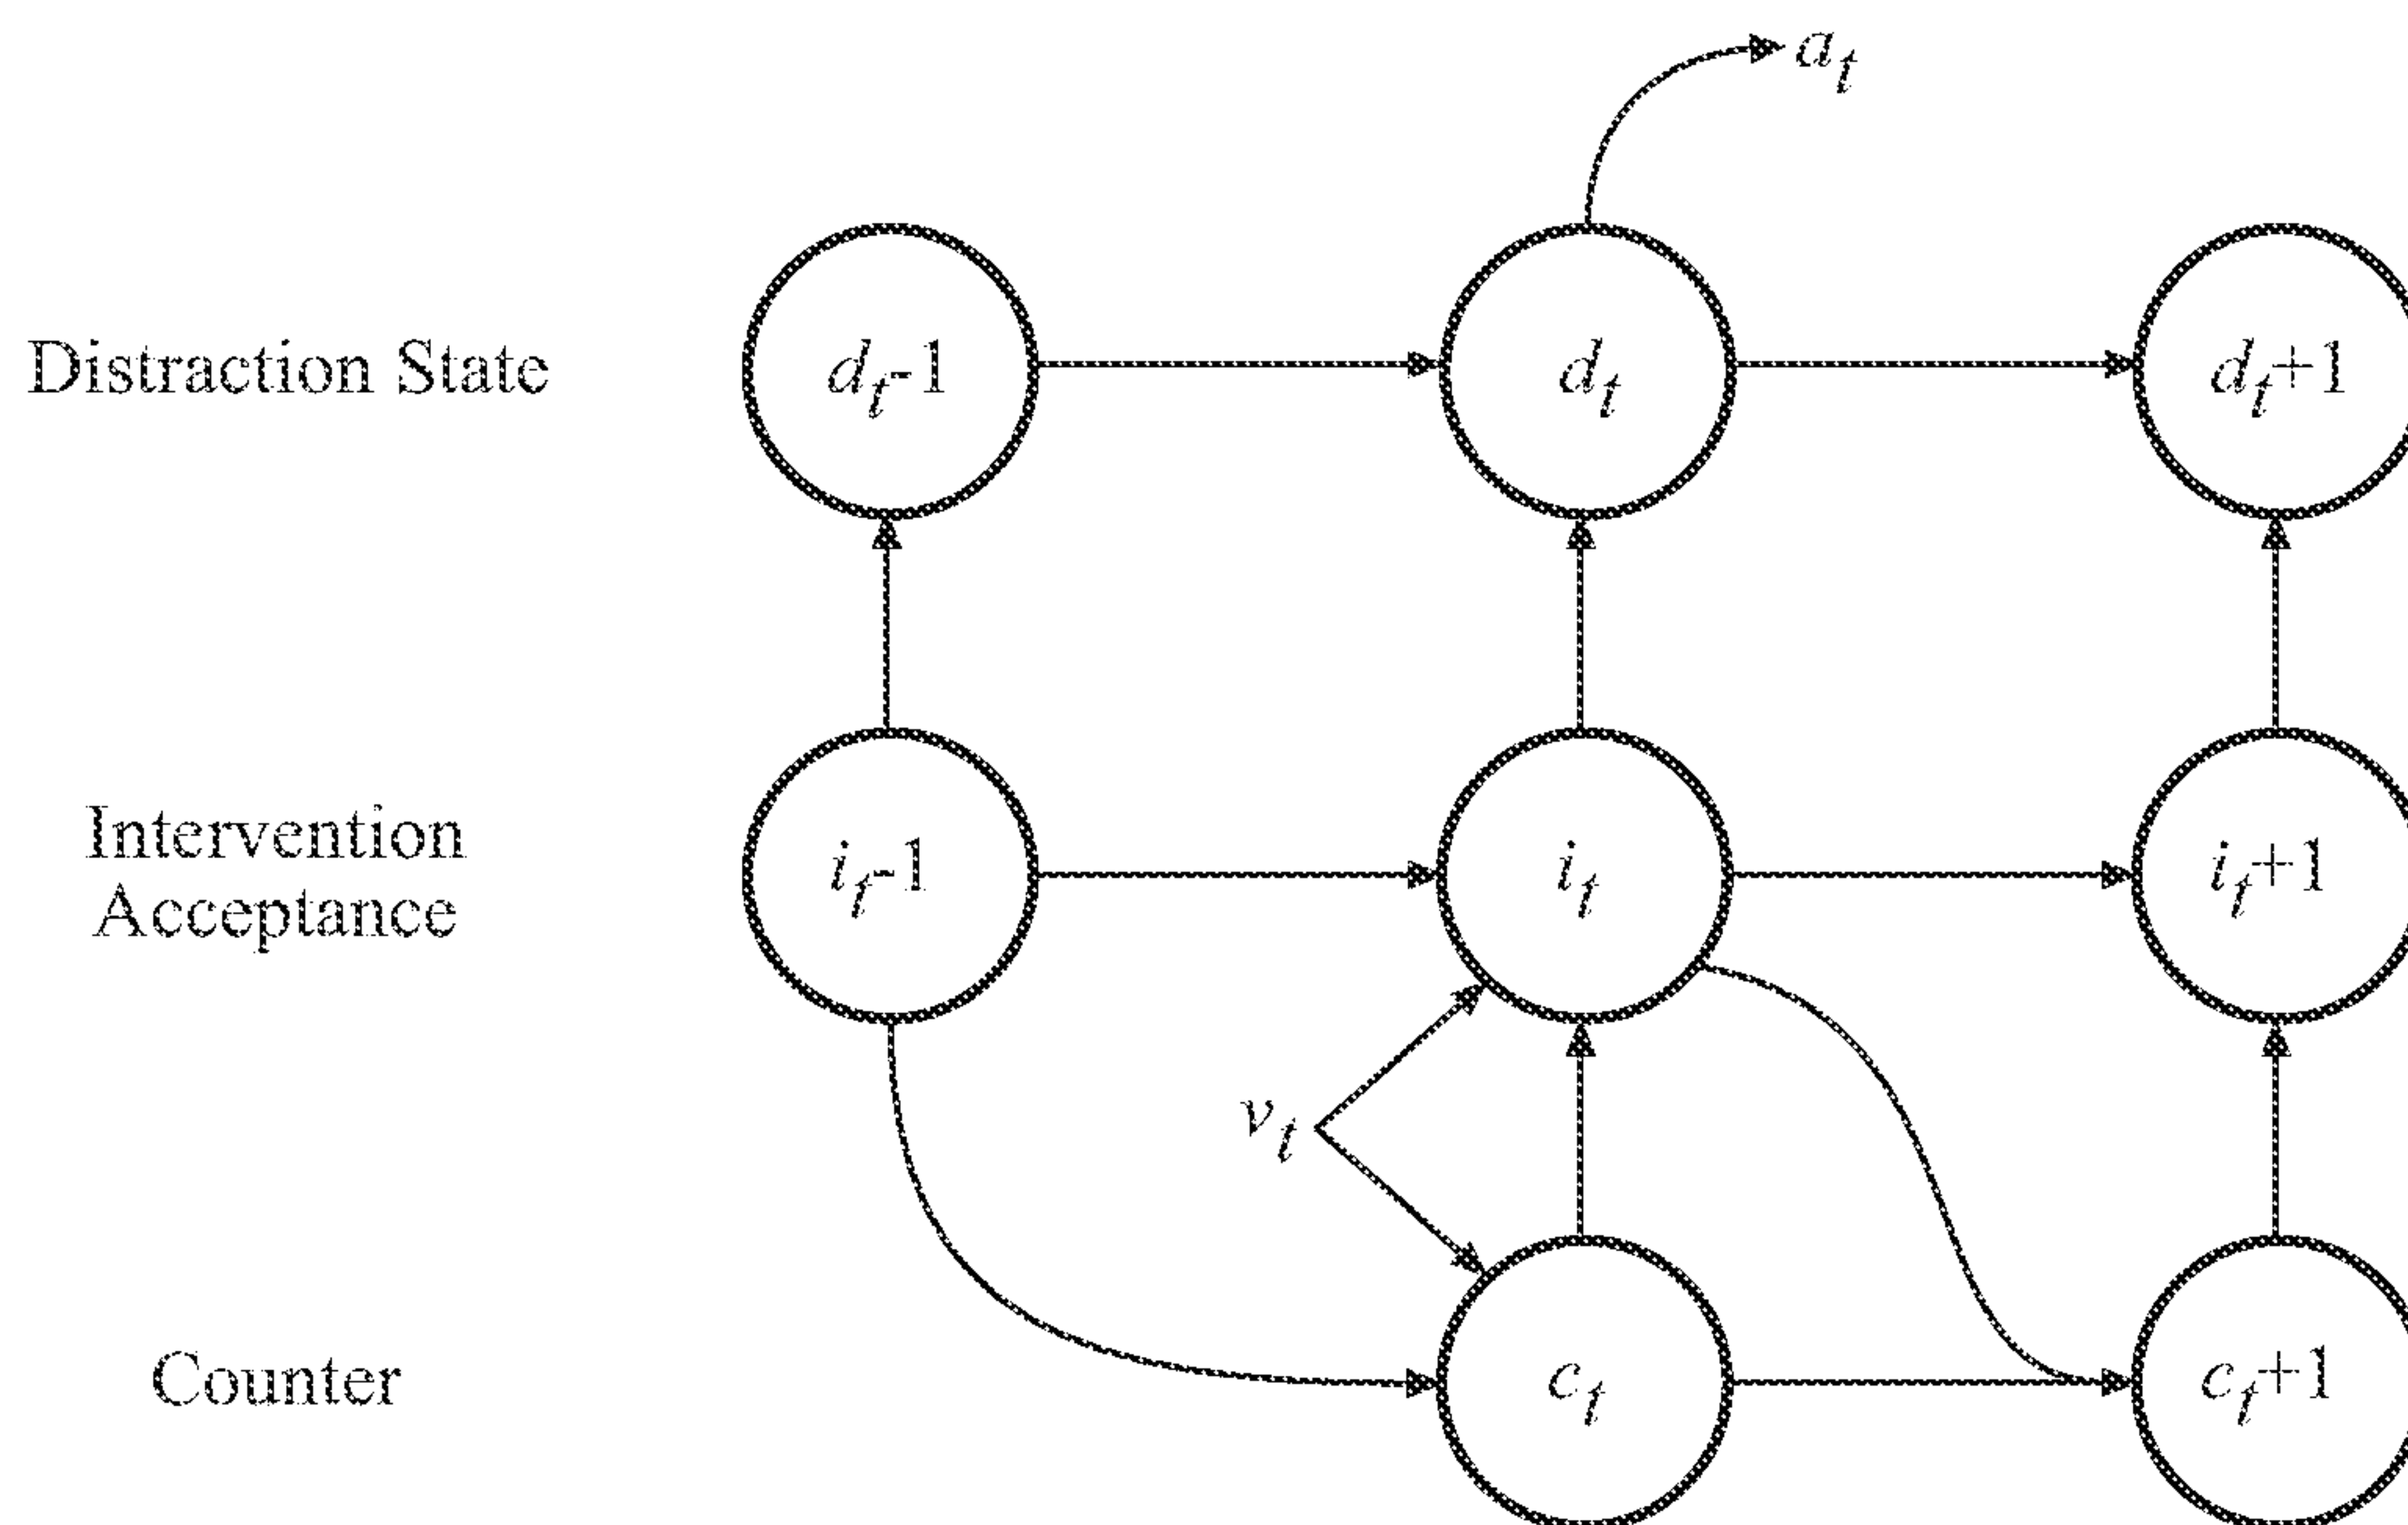 a_t
Distraction State
d_t-1
d_t
d_t+1
Intervention
Acceptance
i_t-1
i_t
i_t+1
v_t
Counter
c_t
c_t+1